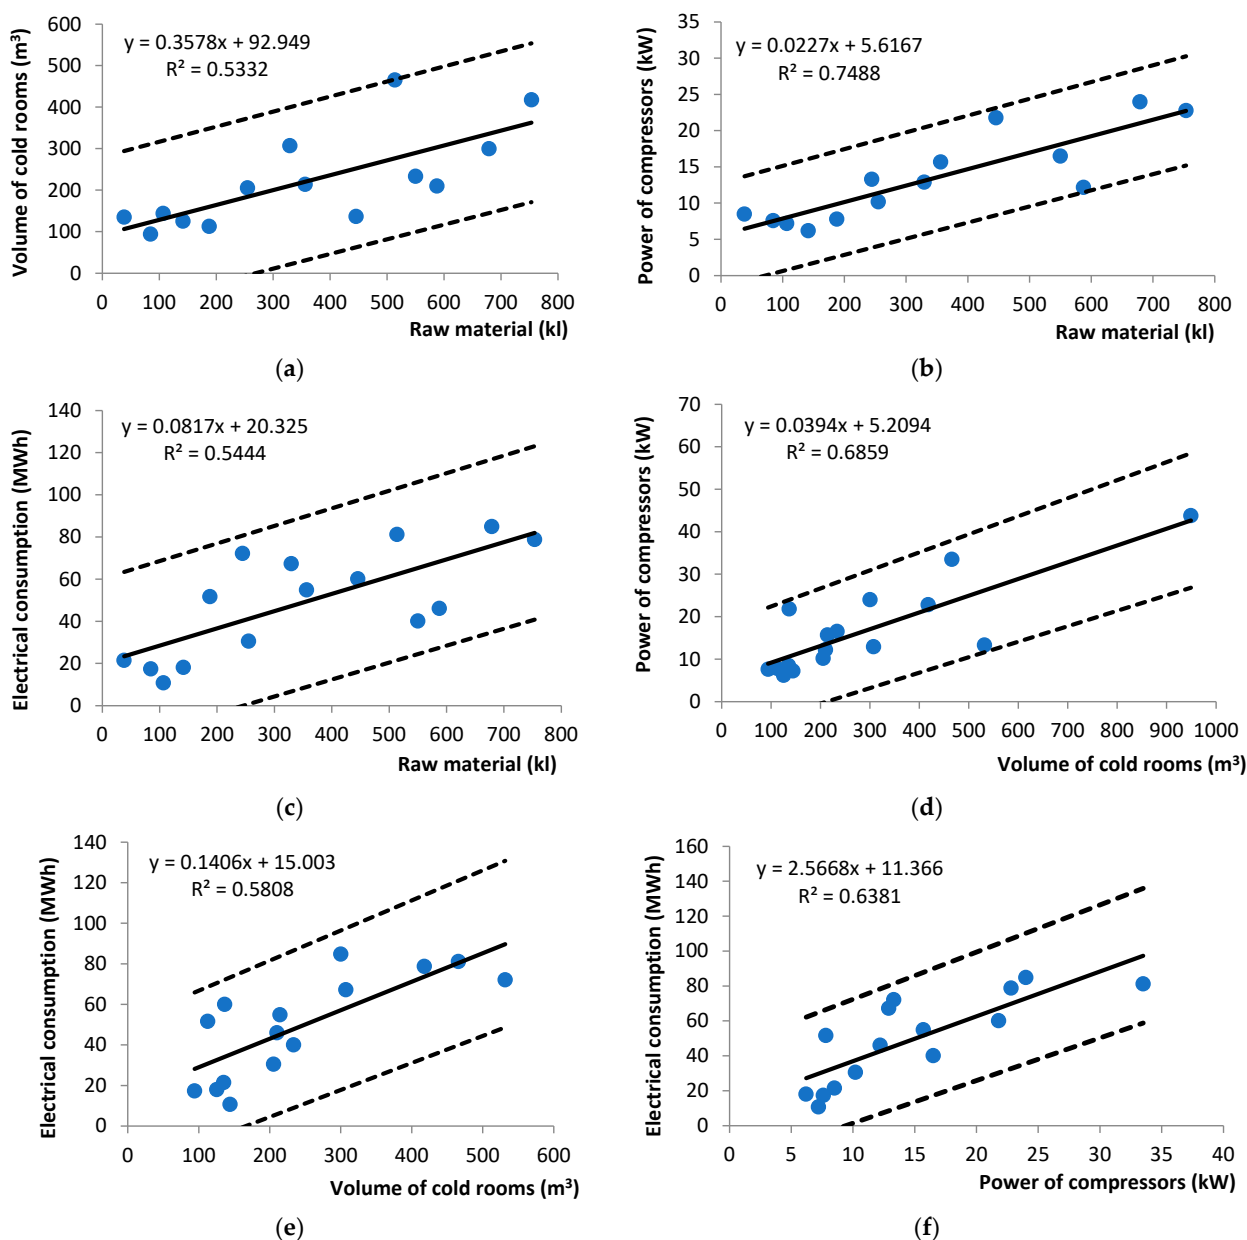 y = 0.3578x + 92.949
R² = 0.5332
Volume of cold rooms (m³)
600
500
400
300
200
100
0
0 100 200 300 400 500 600 700 800
Raw material (kl)
(a)
y = 0.0227x + 5.6167
R² = 0.7488
Power of compressors (kW)
35
30
25
20
15
10
5
0
0 100 200 300 400 500 600 700 800
Raw material (kl)
(b)
y = 0.0817x + 20.325
R² = 0.5444
Electrical consumption (MWh)
140
120
100
80
60
40
20
0
0 100 200 300 400 500 600 700 800
Raw material (kl)
(c)
y = 0.0394x + 5.2094
R² = 0.6859
Power of compressors (kW)
70
60
50
40
30
20
10
0
0 100 200 300 400 500 600 700 800 900 1000
Volume of cold rooms (m³)
(d)
y = 0.1406x + 15.003
R² = 0.5808
Electrical consumption (MWh)
140
120
100
80
60
40
20
0
0 100 200 300 400 500 600
Volume of cold rooms (m³)
(e)
y = 2.5668x + 11.366
R² = 0.6381
Electrical consumption (MWh)
160
140
120
100
80
60
40
20
0
0 5 10 15 20 25 30 35 40
Power of compressors (kW)
(f)